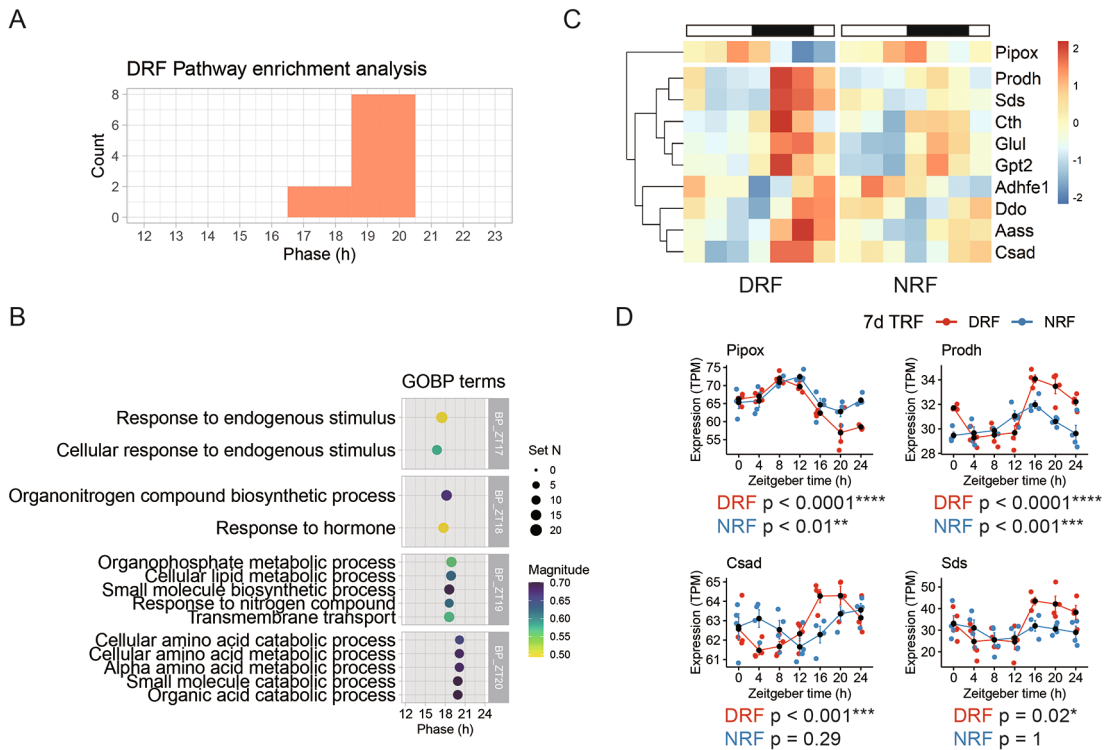 A
DRF Pathway enrichment analysis
Count
8
6
4
2
0
12 13 14 15 16 17 18 19 20 21 22 23
Phase (h)
B
GOBP terms
Response to endogenous stimulus
Cellular response to endogenous stimulus
BP_ZT17
Organonitrogen compound biosynthetic process
Response to hormone
BP_ZT18
Organophosphate metabolic process
Cellular lipid metabolic process
Small molecule biosynthetic process
Response to nitrogen compound
Transmembrane transport
BP_ZT19
Cellular amino acid catabolic process
Cellular amino acid metabolic process
Alpha amino acid metabolic process
Small molecule catabolic process
Organic acid catabolic process
BP_ZT20
12 15 18 21 24
Phase (h)
Set N
0
5
10
15
20
Magnitude
0.70
0.65
0.60
0.55
0.50
C
Pipox
Prodh
Sds
Cth
Glul
Gpt2
Adhfe1
Ddo
Aass
Csad
DRF NRF
2
1
0
-1
-2
D
7d TRF DRF NRF
Pipox
Expression (TPM)
75
70
65
60
55
0 4 8 12 16 20 24
Zeitgeber time (h)
DRF p < 0.0001****
NRF p < 0.01**
Prodh
Expression (TPM)
34
32
30
28
0 4 8 12 16 20 24
Zeitgeber time (h)
DRF p < 0.0001****
NRF p < 0.001***
Csad
Expression (TPM)
65
64
63
62
61
0 4 8 12 16 20 24
Zeitgeber time (h)
DRF p < 0.001***
NRF p = 0.29
Sds
Expression (TPM)
50
40
30
20
0 4 8 12 16 20 24
Zeitgeber time (h)
DRF p = 0.02*
NRF p = 1